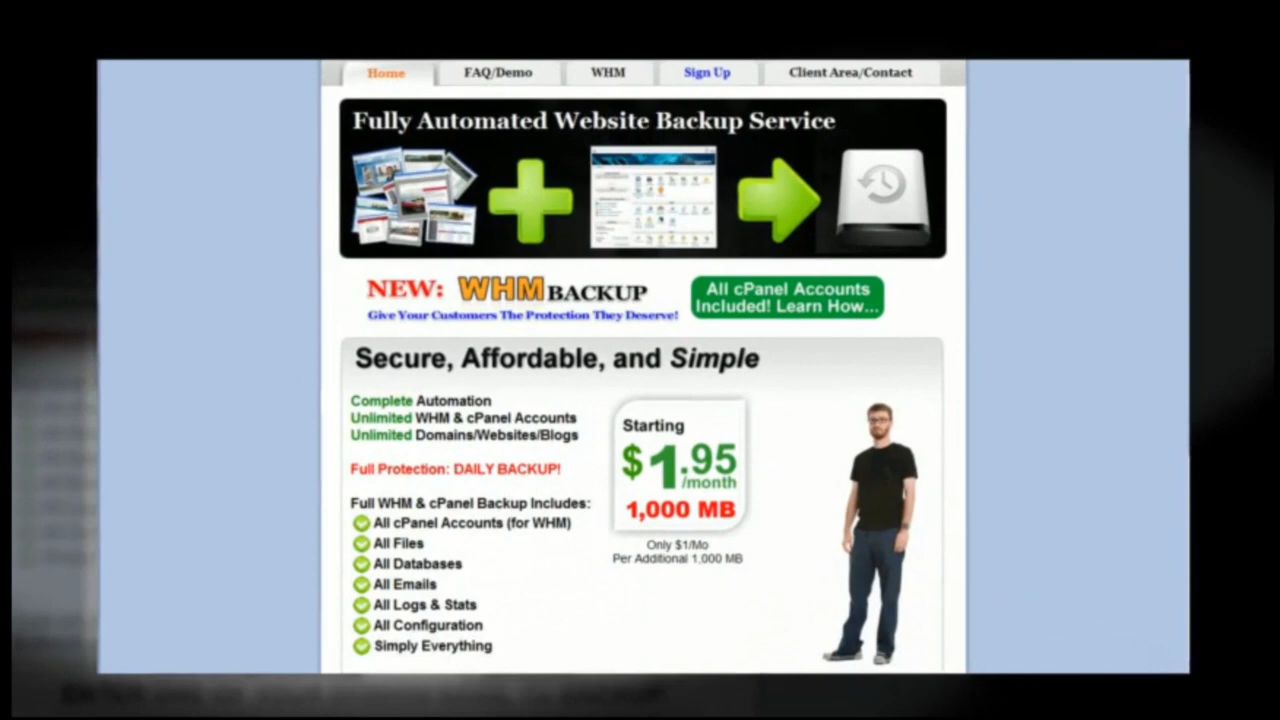 Home
FAQ/Demo
WHM
Sign Up
Client Area/Contact
Fully Automated Website Backup Service
NEW: WHM BACKUP
Give Your Customers The Protection They Deserve!
All cPanel Accounts
Included! Learn How...
Secure, Affordable, and Simple
Complete Automation
Unlimited WHM & cPanel Accounts
Unlimited Domains/Websites/Blogs
Full Protection: DAILY BACKUP!
Full WHM & cPanel Backup Includes:
All cPanel Accounts (for WHM)
All Files
All Databases
All Emails
All Logs & Stats
All Configuration
Simply Everything
Starting
$1.95
/month
1,000 MB
Only $1/Mo
Per Additional 1,000 MB